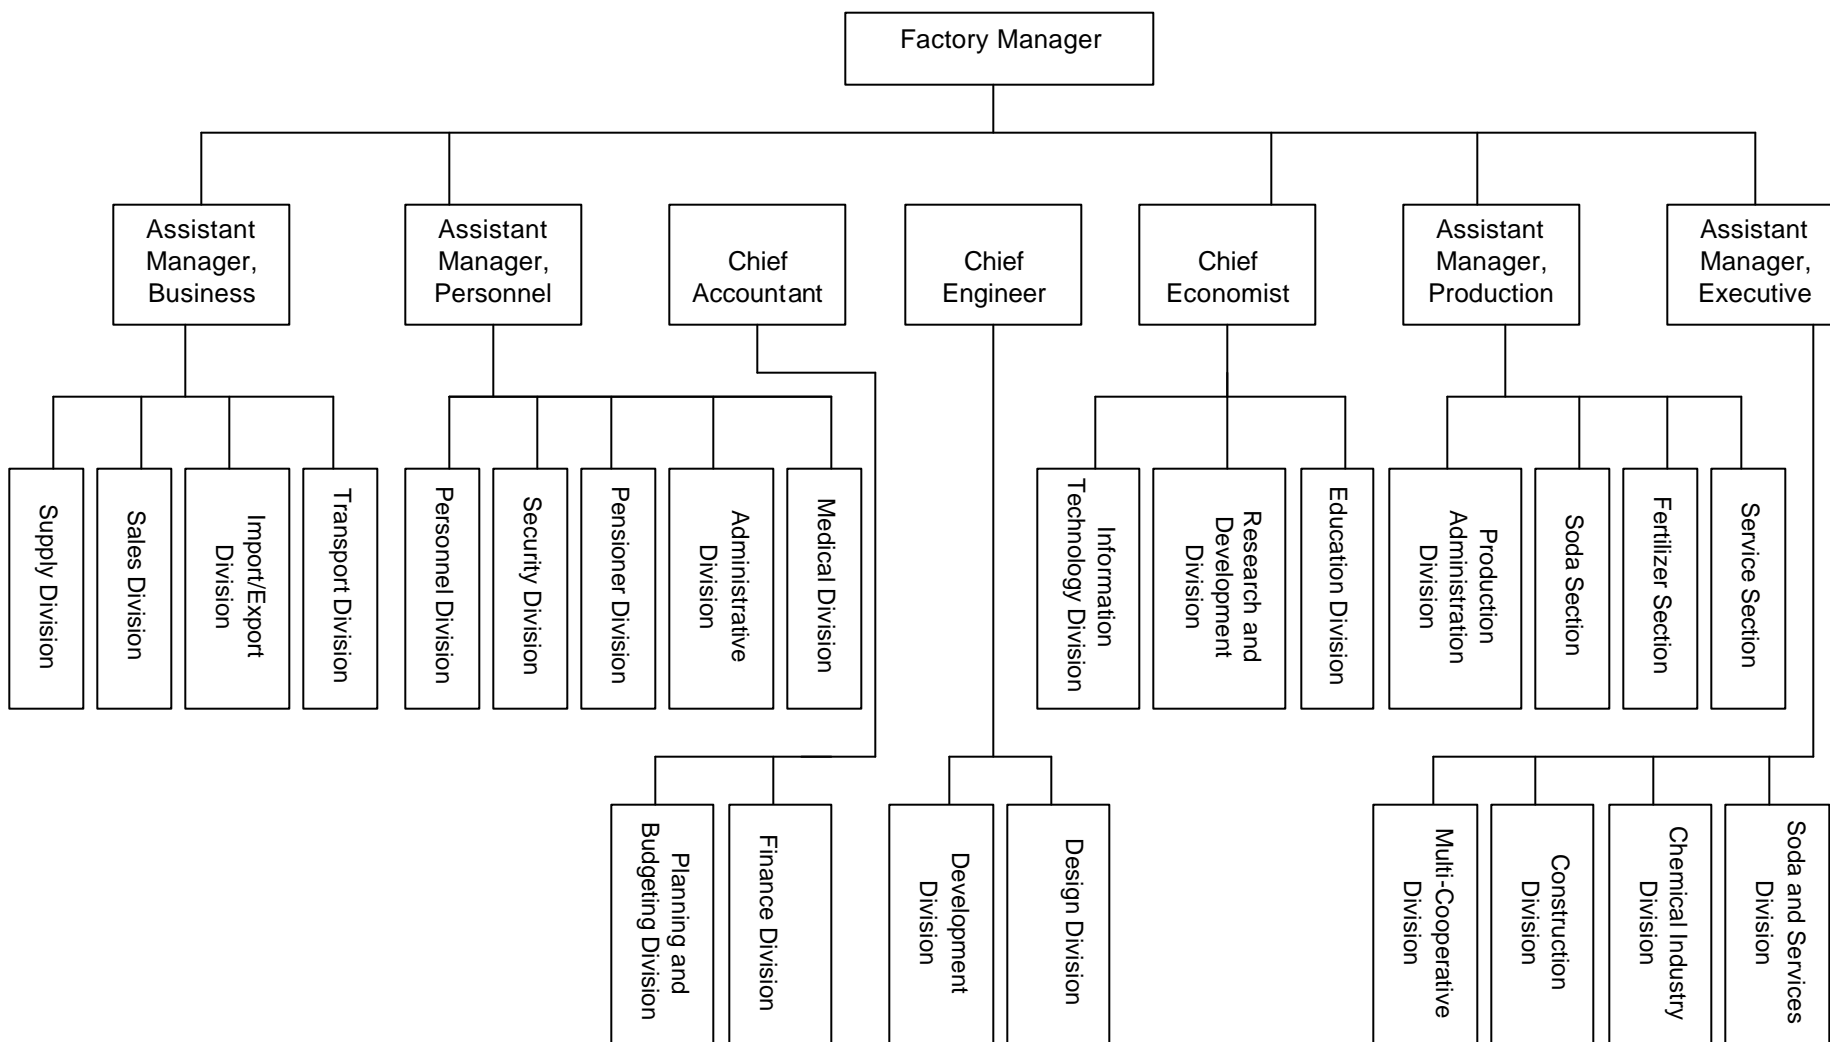 Factory Manager
Assistant
Manager,
Business
Assistant
Manager,
Personnel
Chief
Accountant
Chief
Engineer
Chief
Economist
Assistant
Manager,
Production
Assistant
Manager,
Executive
Supply Division
Sales Division
Import/Export
Division
Transport Division
Personnel Division
Security Division
Pensioner Division
Administrative
Division
Medical Division
Information
Technology Division
Research and
Development
Division
Education Division
Production
Administration
Division
Soda Section
Fertilizer Section
Service Section
Planning and
Budgeting Division
Finance Division
Development
Division
Design Division
Multi-Cooperative
Division
Construction
Division
Chemical Industry
Division
Soda and Services
Division